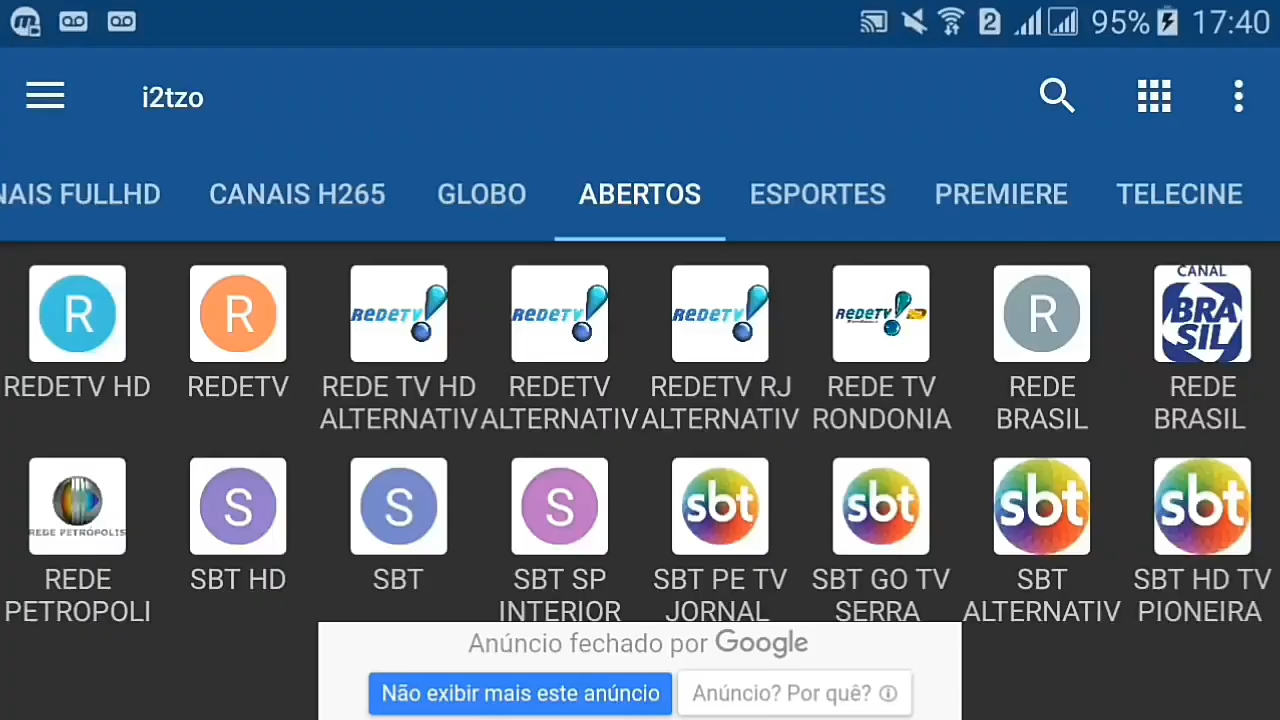 2 95% 17:40
i2tzo
NAIS FULLHD CANAIS H265 GLOBO ABERTOS ESPORTES PREMIERE TELECINE
R R REDETV! REDETV! REDETV! REDETV! R CANAL BRASIL
REDETV HD REDETV REDE TV HD REDETV REDETV RJ REDE TV REDE REDE
ALTERNATIV ALTERNATIV ALTERNATIV RONDONIA BRASIL BRASIL
REDE PETRÓPOLIS S S S sbt sbt sbt sbt
REDE SBT HD SBT SBT SP SBT PE TV SBT GO TV SBT SBT HD TV
PETROPOLI INTERIOR JORNAL SERRA ALTERNATIV PIONEIRA
Anúncio fechado por Google
Não exibir mais este anúncio Anúncio? Por quê?